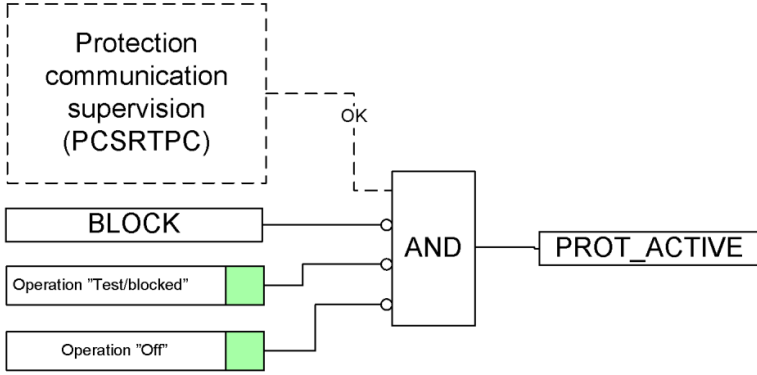 Protection
communication
supervision
(PCSRTPC)
OK
BLOCK
AND
PROT_ACTIVE
Operation ”Test/blocked”
Operation ”Off”